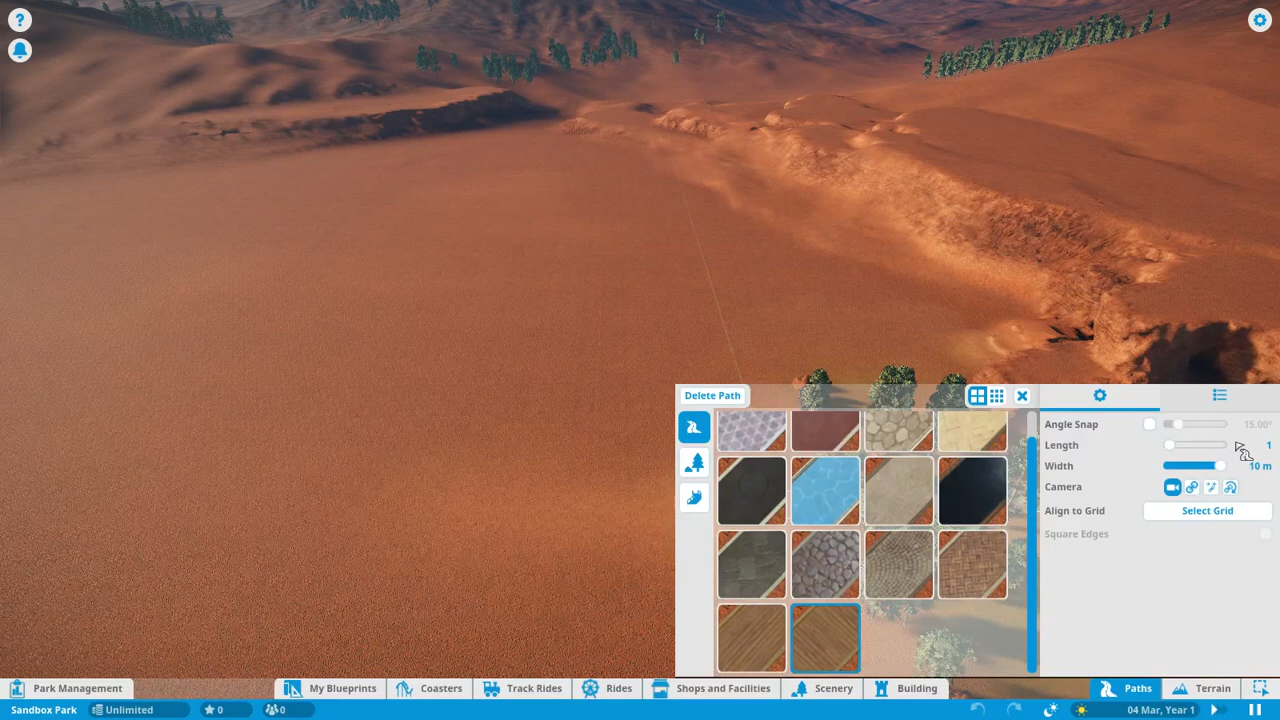 ?
Delete Path
Angle Snap 15.00°
Length 1
Width 10 m
Camera
Align to Grid Select Grid
Square Edges
Park Management My Blueprints Coasters Track Rides Rides Shops and Facilities Scenery Building Paths Terrain
Sandbox Park Unlimited 0 0 04 Mar, Year 1